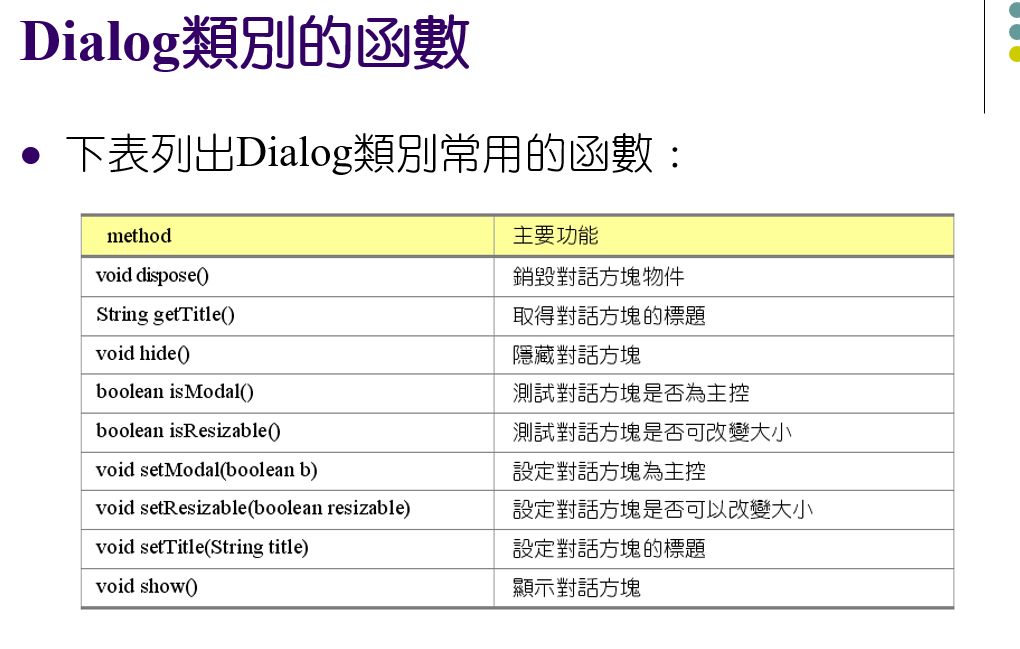 Dialog類別的函數
下表列出Dialog類別常用的函數：
method 主要功能
void dispose() 銷毀對話方塊物件
String getTitle() 取得對話方塊的標題
void hide() 隱藏對話方塊
boolean isModal() 測試對話方塊是否為主控
boolean isResizable() 測試對話方塊是否可改變大小
void setModal(boolean b) 設定對話方塊為主控
void setResizable(boolean resizable) 設定對話方塊是否可以改變大小
void setTitle(String title) 設定對話方塊的標題
void show() 顯示對話方塊